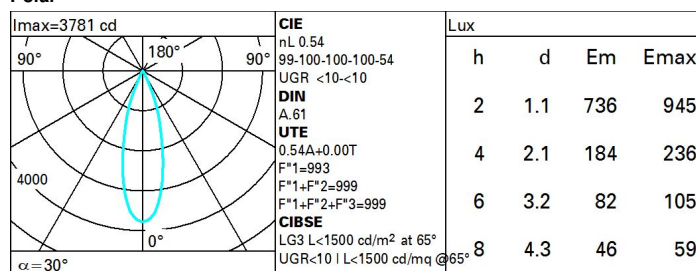 Imax=3781 cd
90° 180° 90°
4000
0°
α=30°
CIE
nL 0.54
99-100-100-100-54
UGR <10-<10
DIN
A.61
UTE
0.54A+0.00T
F"1=993
F"1+F"2=999
F"1+F"2+F"3=999
CIBSE
LG3 L<1500 cd/m² at 65°
UGR<10 | L<1500 cd/mq @65°
Lux
h d Em Emax
2 1.1 736 945
4 2.1 184 236
6 3.2 82 105
8 4.3 46 59